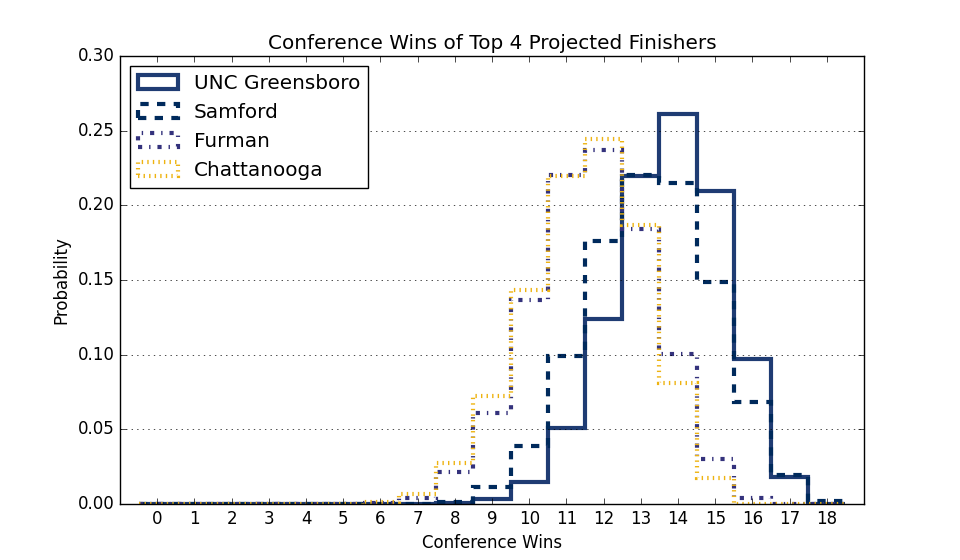 Conference Wins of Top 4 Projected Finishers
0.30
0.25
0.20
0.15
0.10
0.05
0.00
Probability
UNC Greensboro
Samford
Furman
Chattanooga
0 1 2 3 4 5 6 7 8 9 10 11 12 13 14 15 16 17 18
Conference Wins